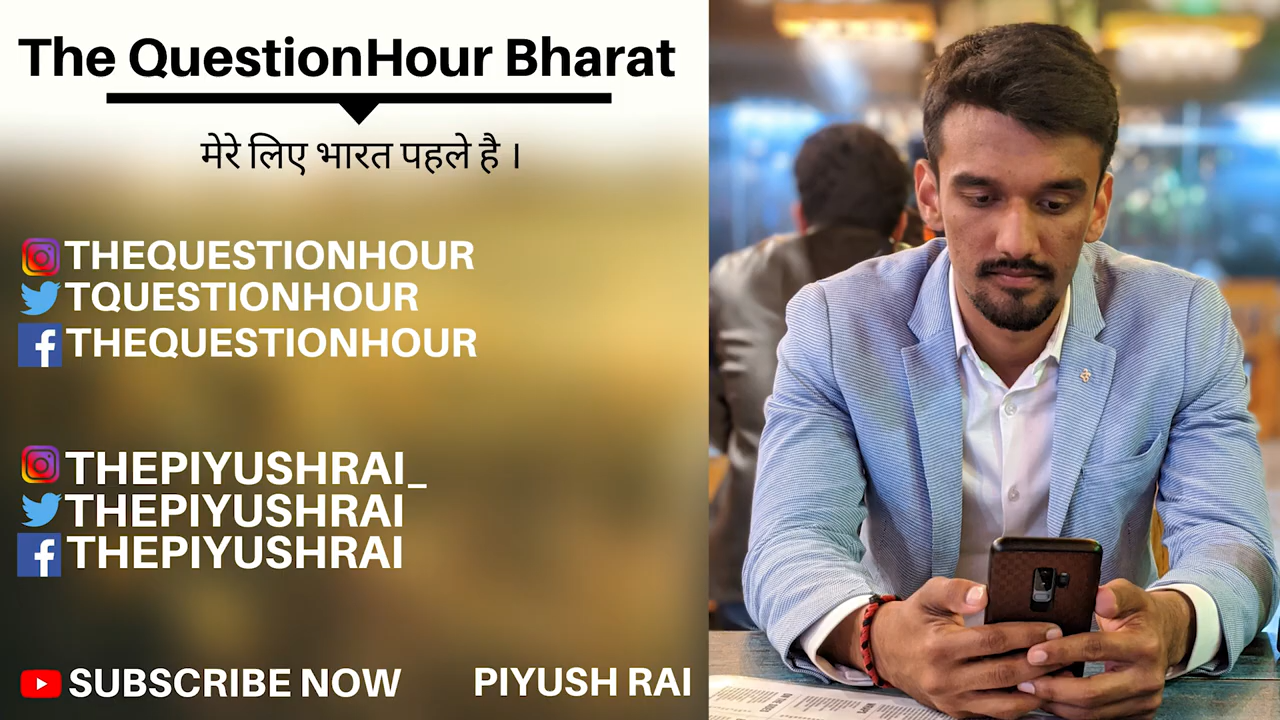 The QuestionHour Bharat
मेरे लिए भारत पहले है ।
THEQUESTIONHOUR
TQUESTIONHOUR
THEQUESTIONHOUR
THEPIYUSHRAI_
THEPIYUSHRAI
THEPIYUSHRAI
SUBSCRIBE NOW
PIYUSH RAI